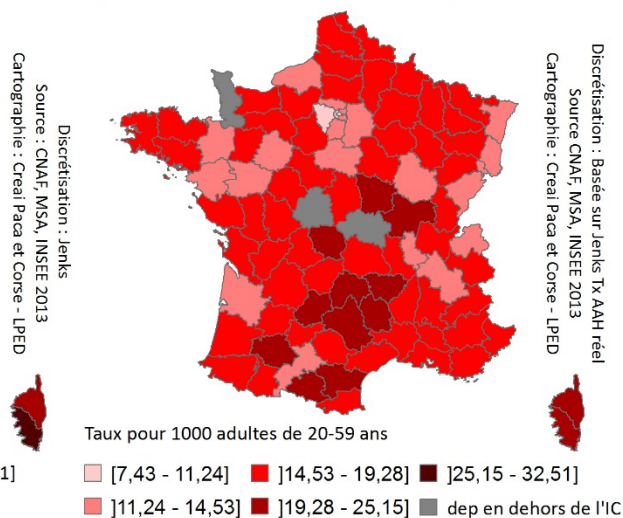 Discrétisation : Jenks
Source : CNAF, MSA, INSEE 2013
Cartographie : Creai Paca et Corse - LPED
Discrétisation : Basée sur Jenks Tx AAH réel
Source CNAF, MSA, INSEE 2013
Cartographie : Creai Paca et Corse - LPED
Taux pour 1000 adultes de 20-59 ans
1]
[7,43 - 11,24]
]14,53 - 19,28]
]25,15 - 32,51]
]11,24 - 14,53]
]19,28 - 25,15]
dep en dehors de l'IC